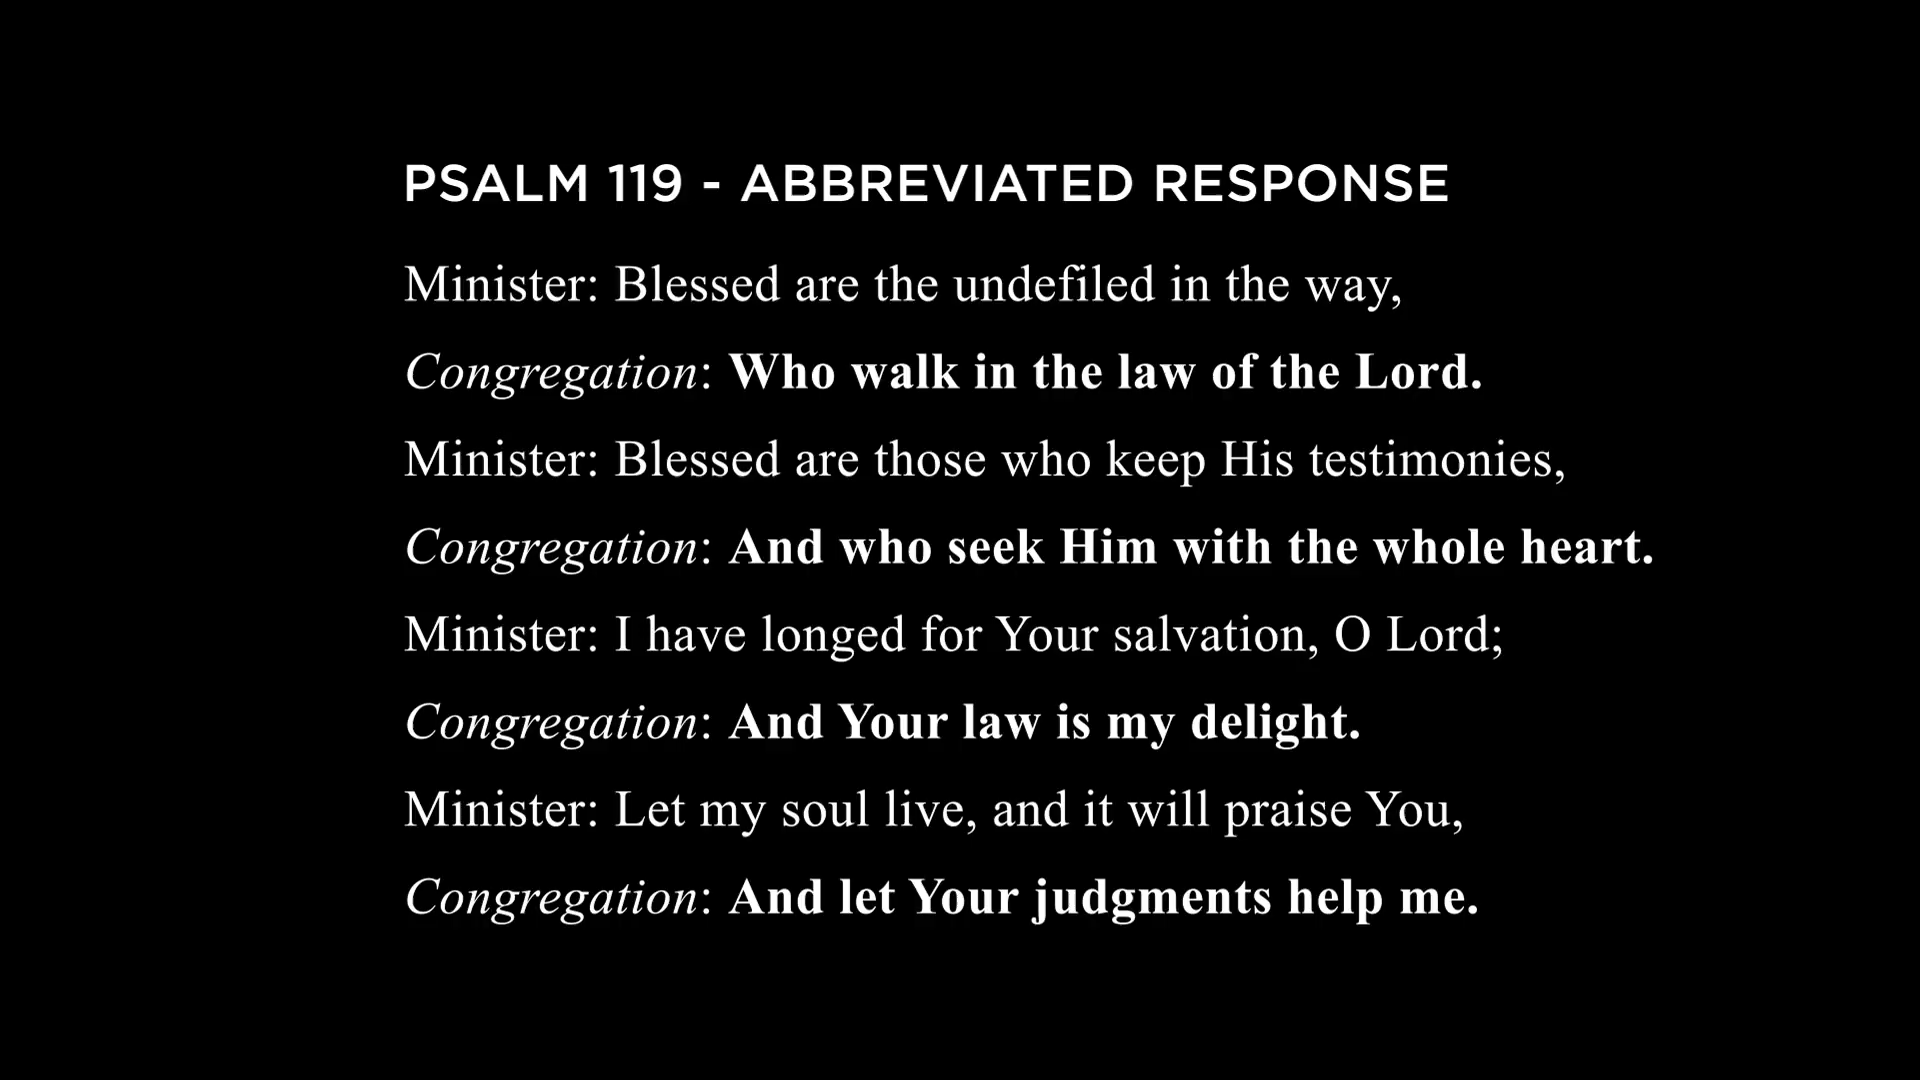 PSALM 119 - ABBREVIATED RESPONSE
Minister: Blessed are the undefiled in the way,
Congregation: Who walk in the law of the Lord.
Minister: Blessed are those who keep His testimonies,
Congregation: And who seek Him with the whole heart.
Minister: I have longed for Your salvation, O Lord;
Congregation: And Your law is my delight.
Minister: Let my soul live, and it will praise You,
Congregation: And let Your judgments help me.